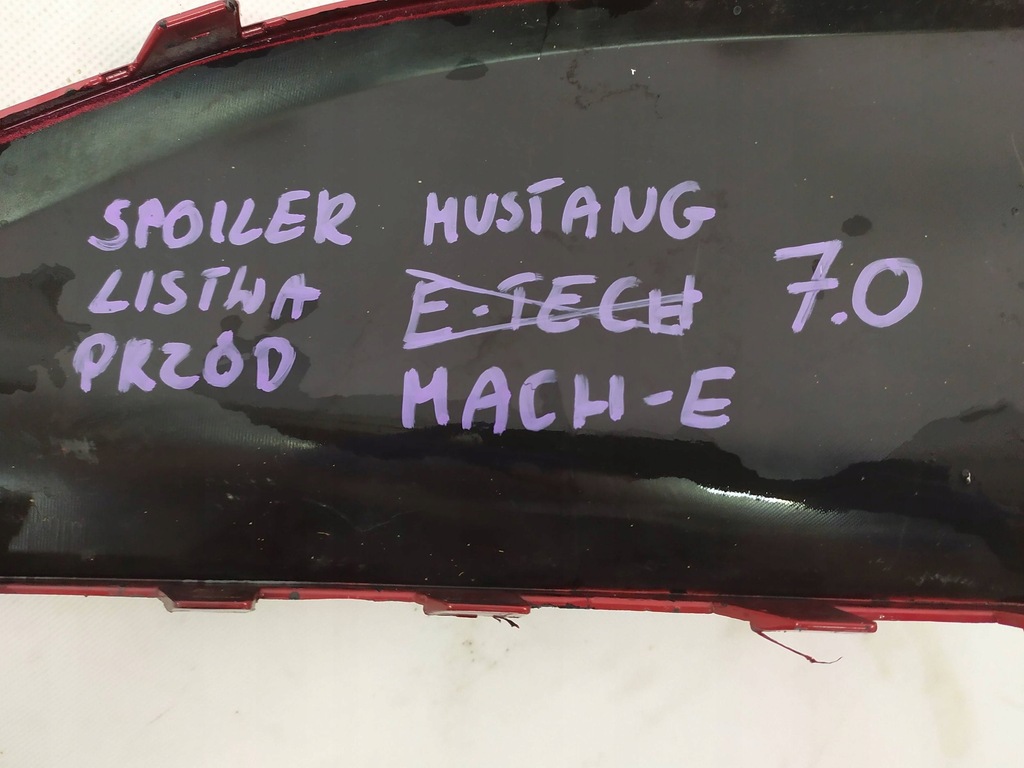 SPOILER
LISTWA
PRZÓD
MUSTANG
E-TECH
MACH-E
7.0